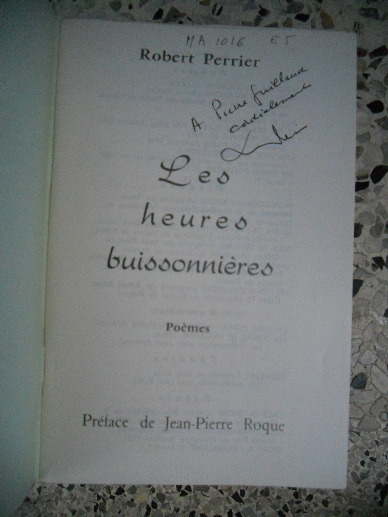 MA 1016 E5
Robert Perrier
A Pierre
cordialement
Les
heures
buissonnières
Poèmes
Préface de Jean-Pierre Roque